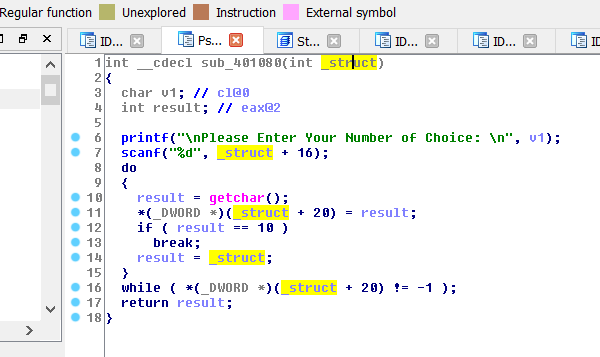 Regular function Unexplored Instruction External symbol
ID... Ps... St... ID... ID... ID
1 int __cdecl sub_401080(int _struct)
2 {
3 char v1; // cl@0
4 int result; // eax@2
5
6 printf("\nPlease Enter Your Number of Choice: \n", v1);
7 scanf("%d", _struct + 16);
8 do
9 {
10 result = getchar();
11 *(_DWORD *)(_struct + 20) = result;
12 if ( result == 10 )
13 break;
14 result = _struct;
15 }
16 while ( *(_DWORD *)(_struct + 20) != -1 );
17 return result;
18 }